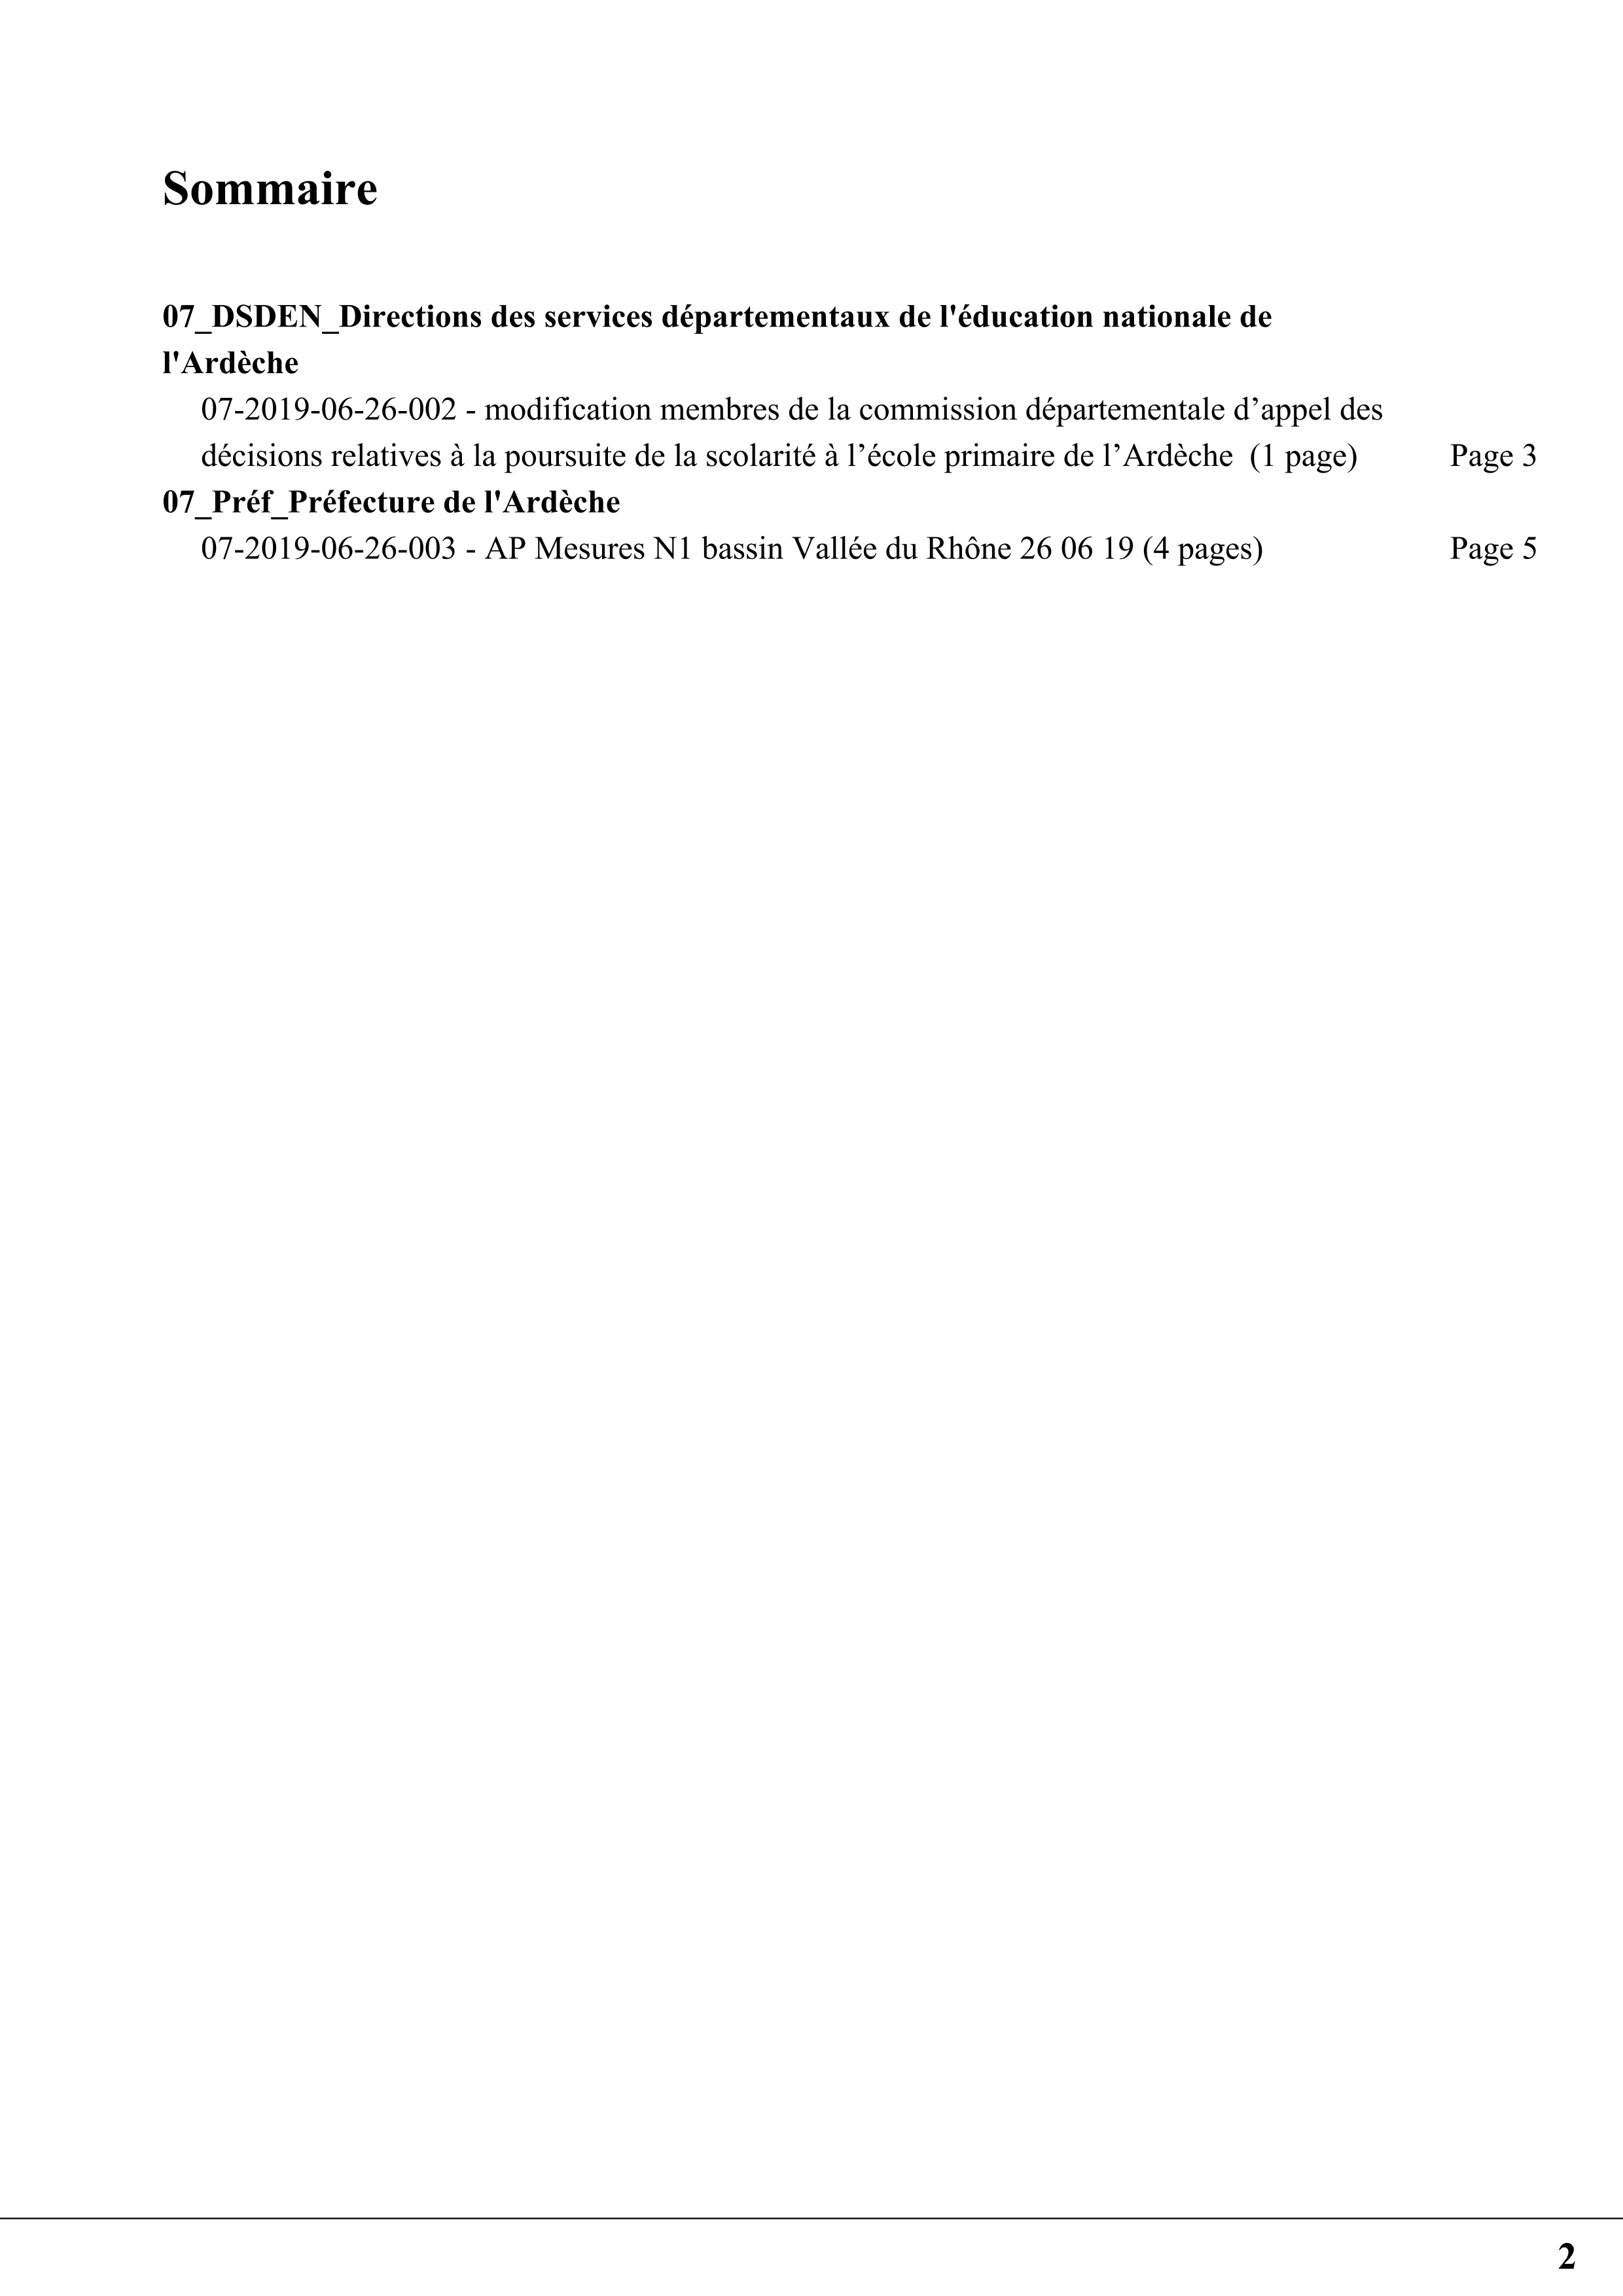 Sommaire
07_DSDEN_Directions des services départementaux de l'éducation nationale de
l'Ardèche
07-2019-06-26-002 - modification membres de la commission départementale d’appel des
décisions relatives à la poursuite de la scolarité à l’école primaire de l’Ardèche  (1 page) Page 3
07_Préf_Préfecture de l'Ardèche
07-2019-06-26-003 - AP Mesures N1 bassin Vallée du Rhône 26 06 19 (4 pages) Page 5
2